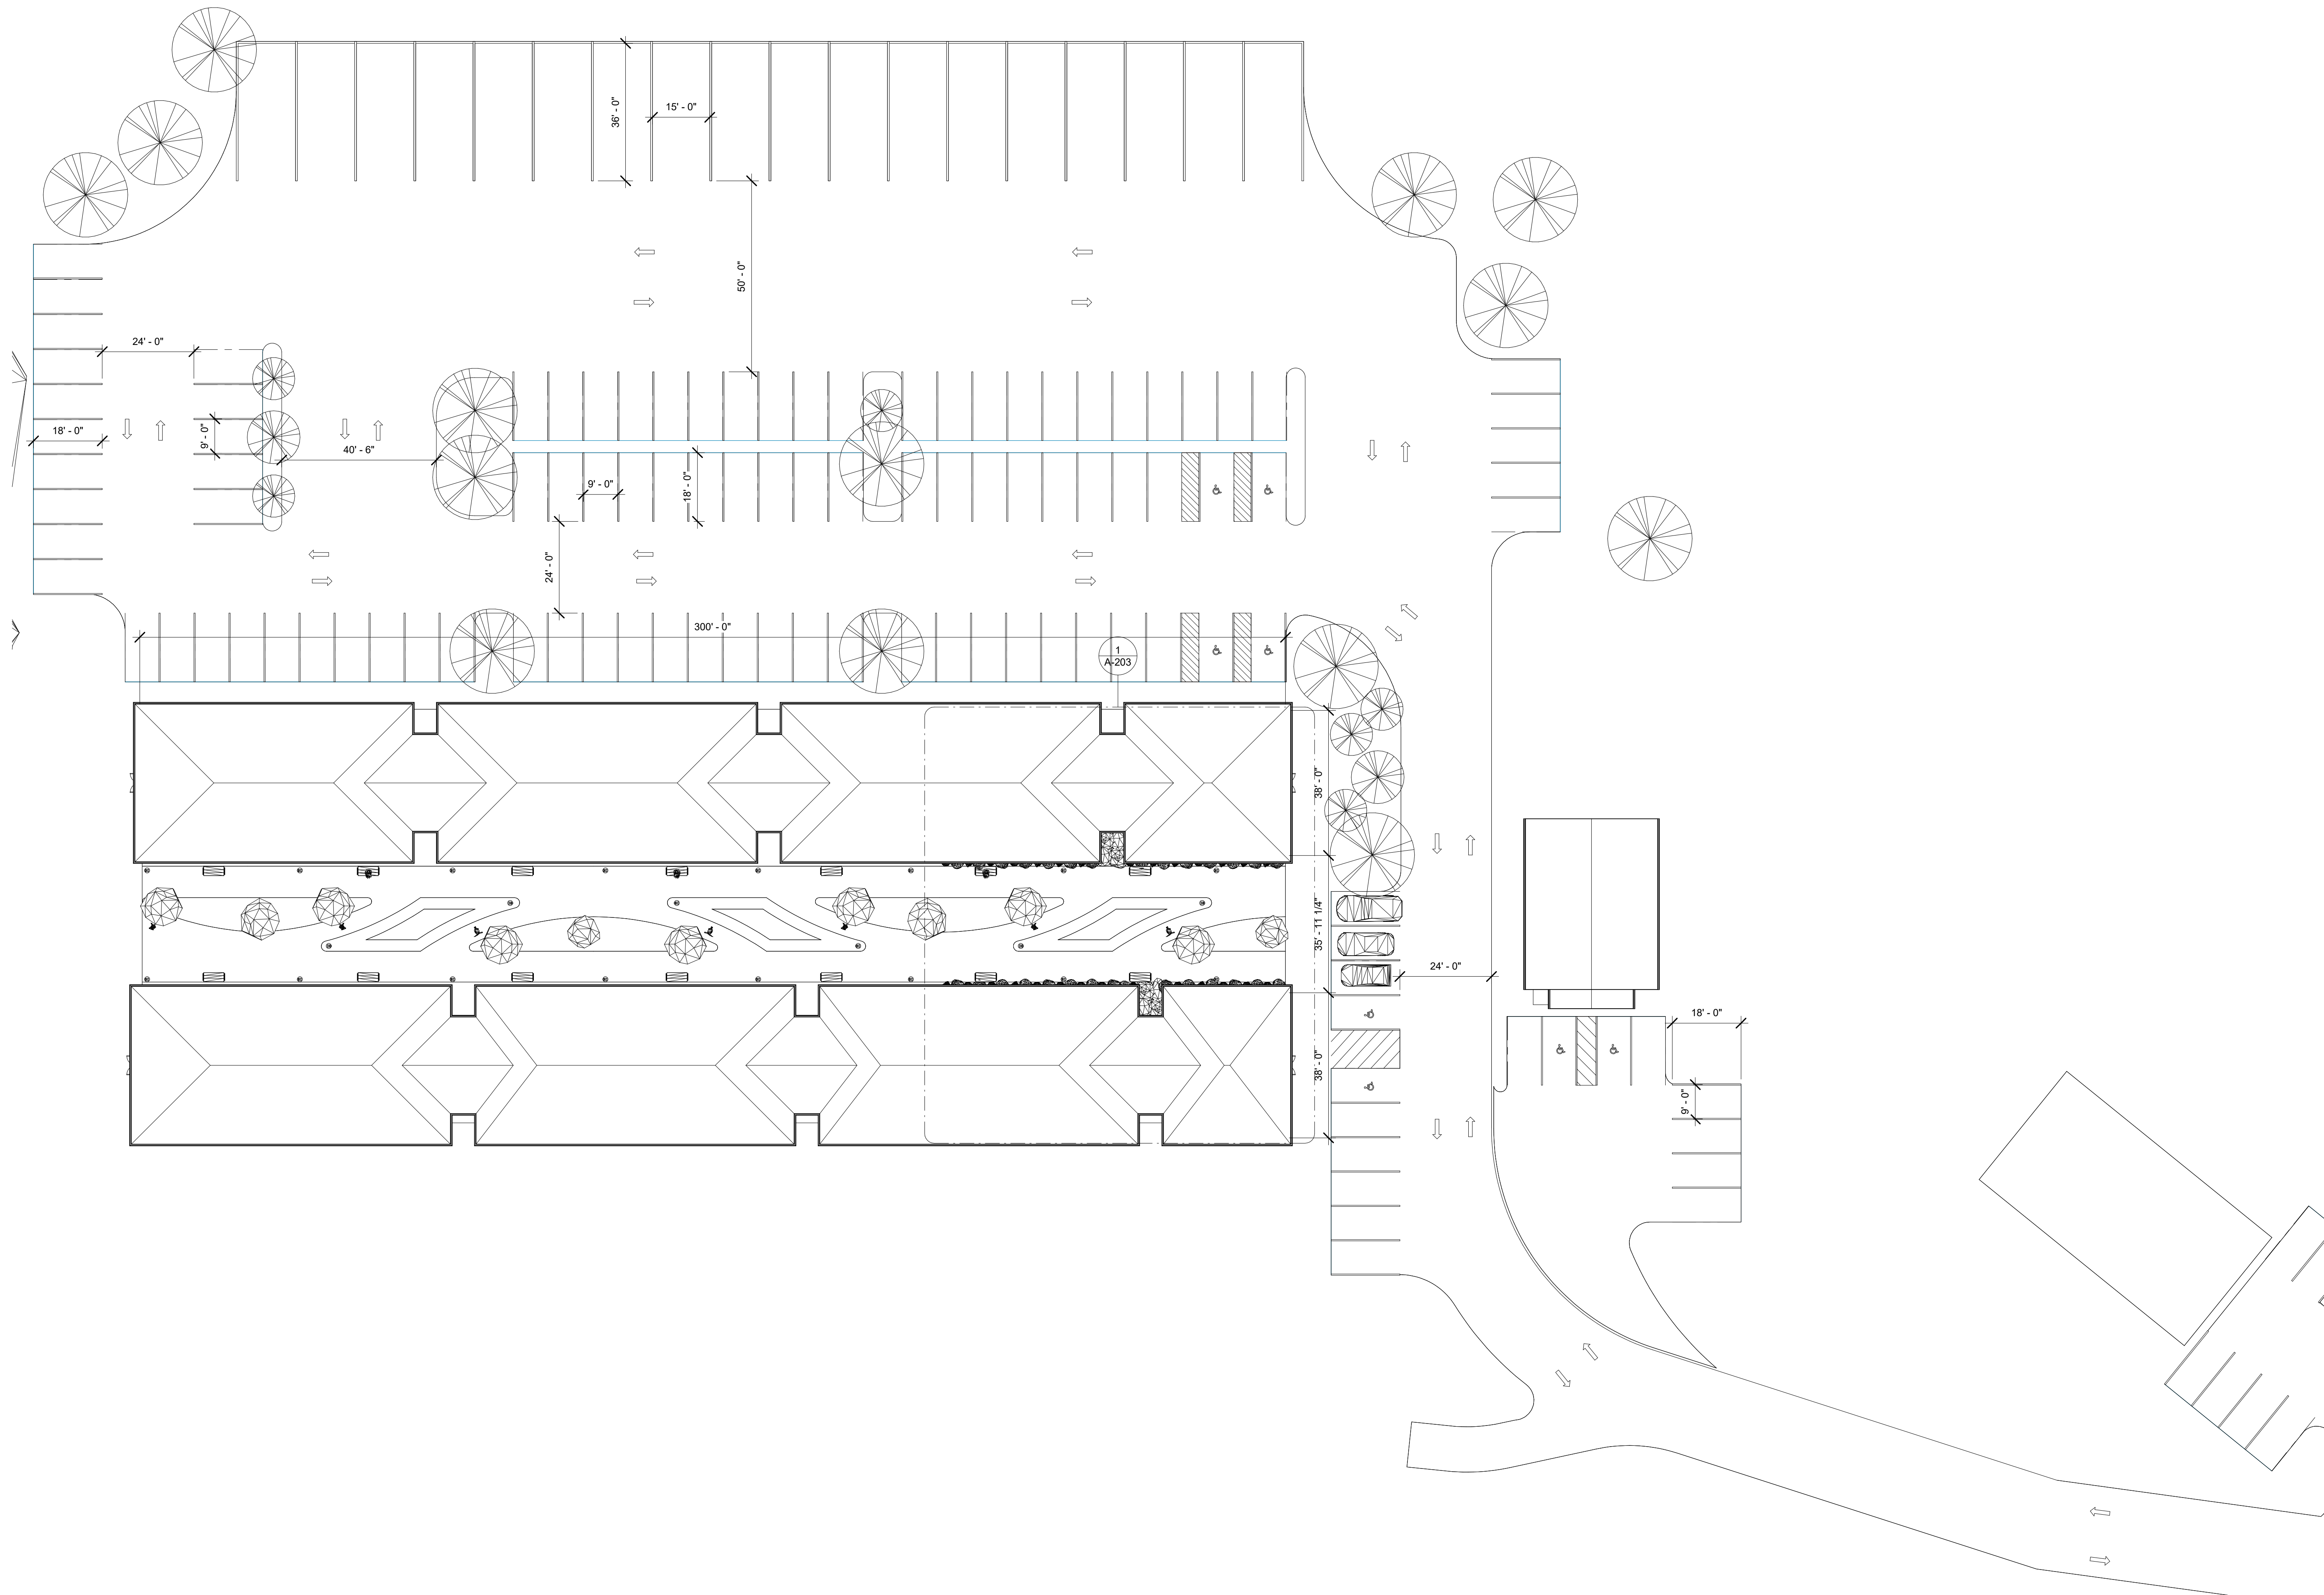 36' - 0"
15' - 0"
50' - 0"
24' - 0"
18' - 0"
9' - 0"
40' - 6"
9' - 0"
18' - 0"
24' - 0"
300' - 0"
1
A-203
38' - 0"
35' - 11 1/4"
24' - 0"
18' - 0"
38' - 0"
9' - 0"